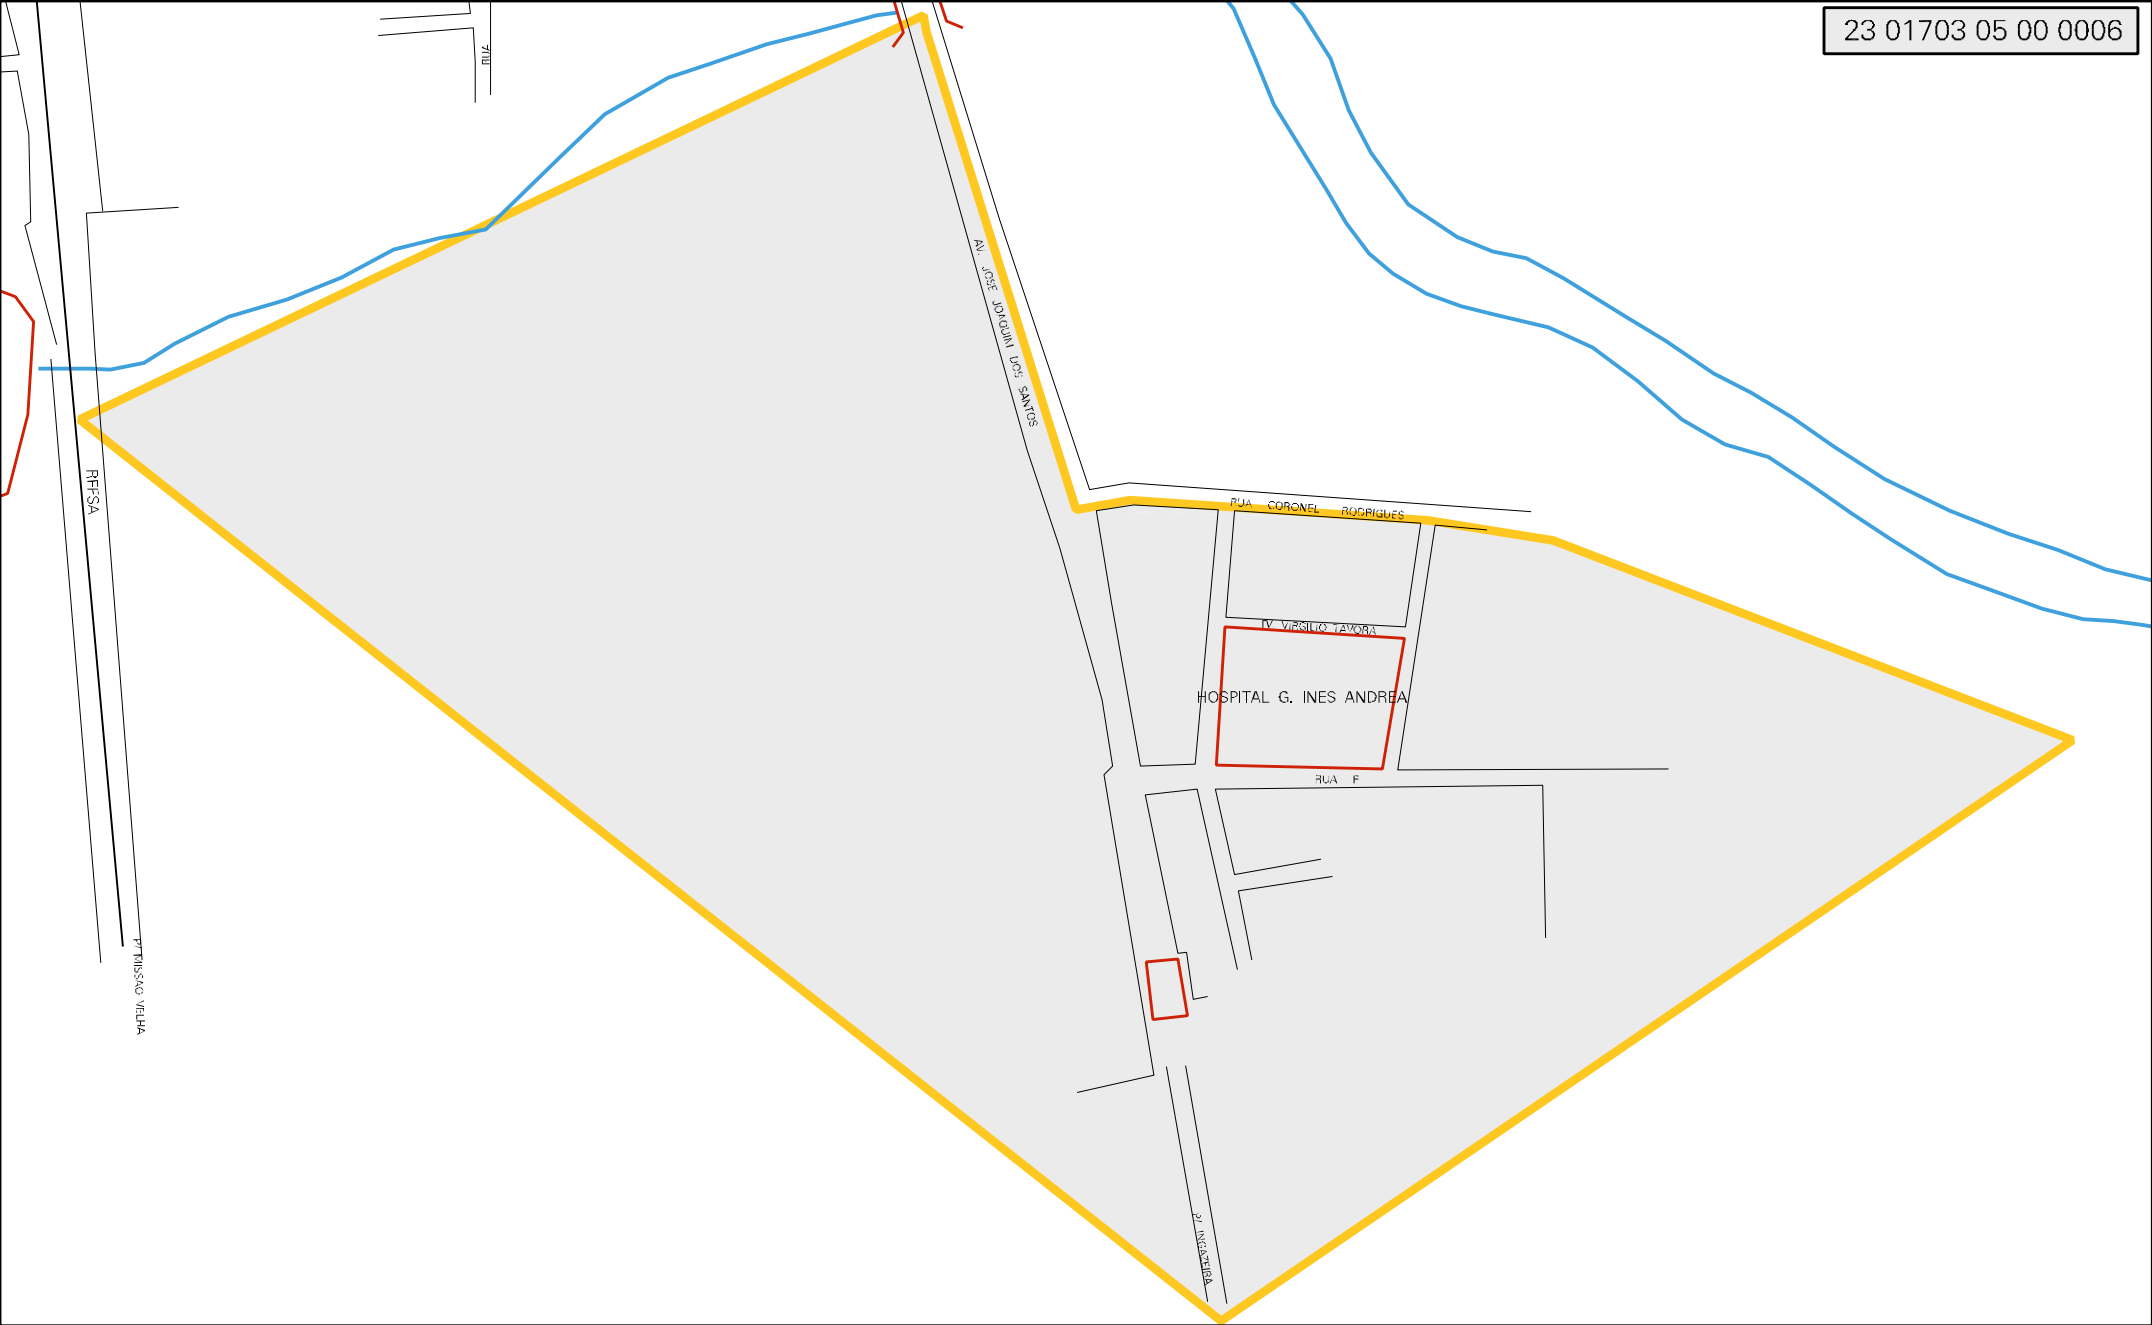 23 01703 05 00 0006
RUA
AV. JOSE JOAQUIM DOS SANTOS
RFFSA
RUA CORONEL RODRIGUES
TV VIRGILIO TAVORA
HOSPITAL G. INES ANDREA
RUA F
P/ MISSAO VELHA
P/ INGAZEIRA